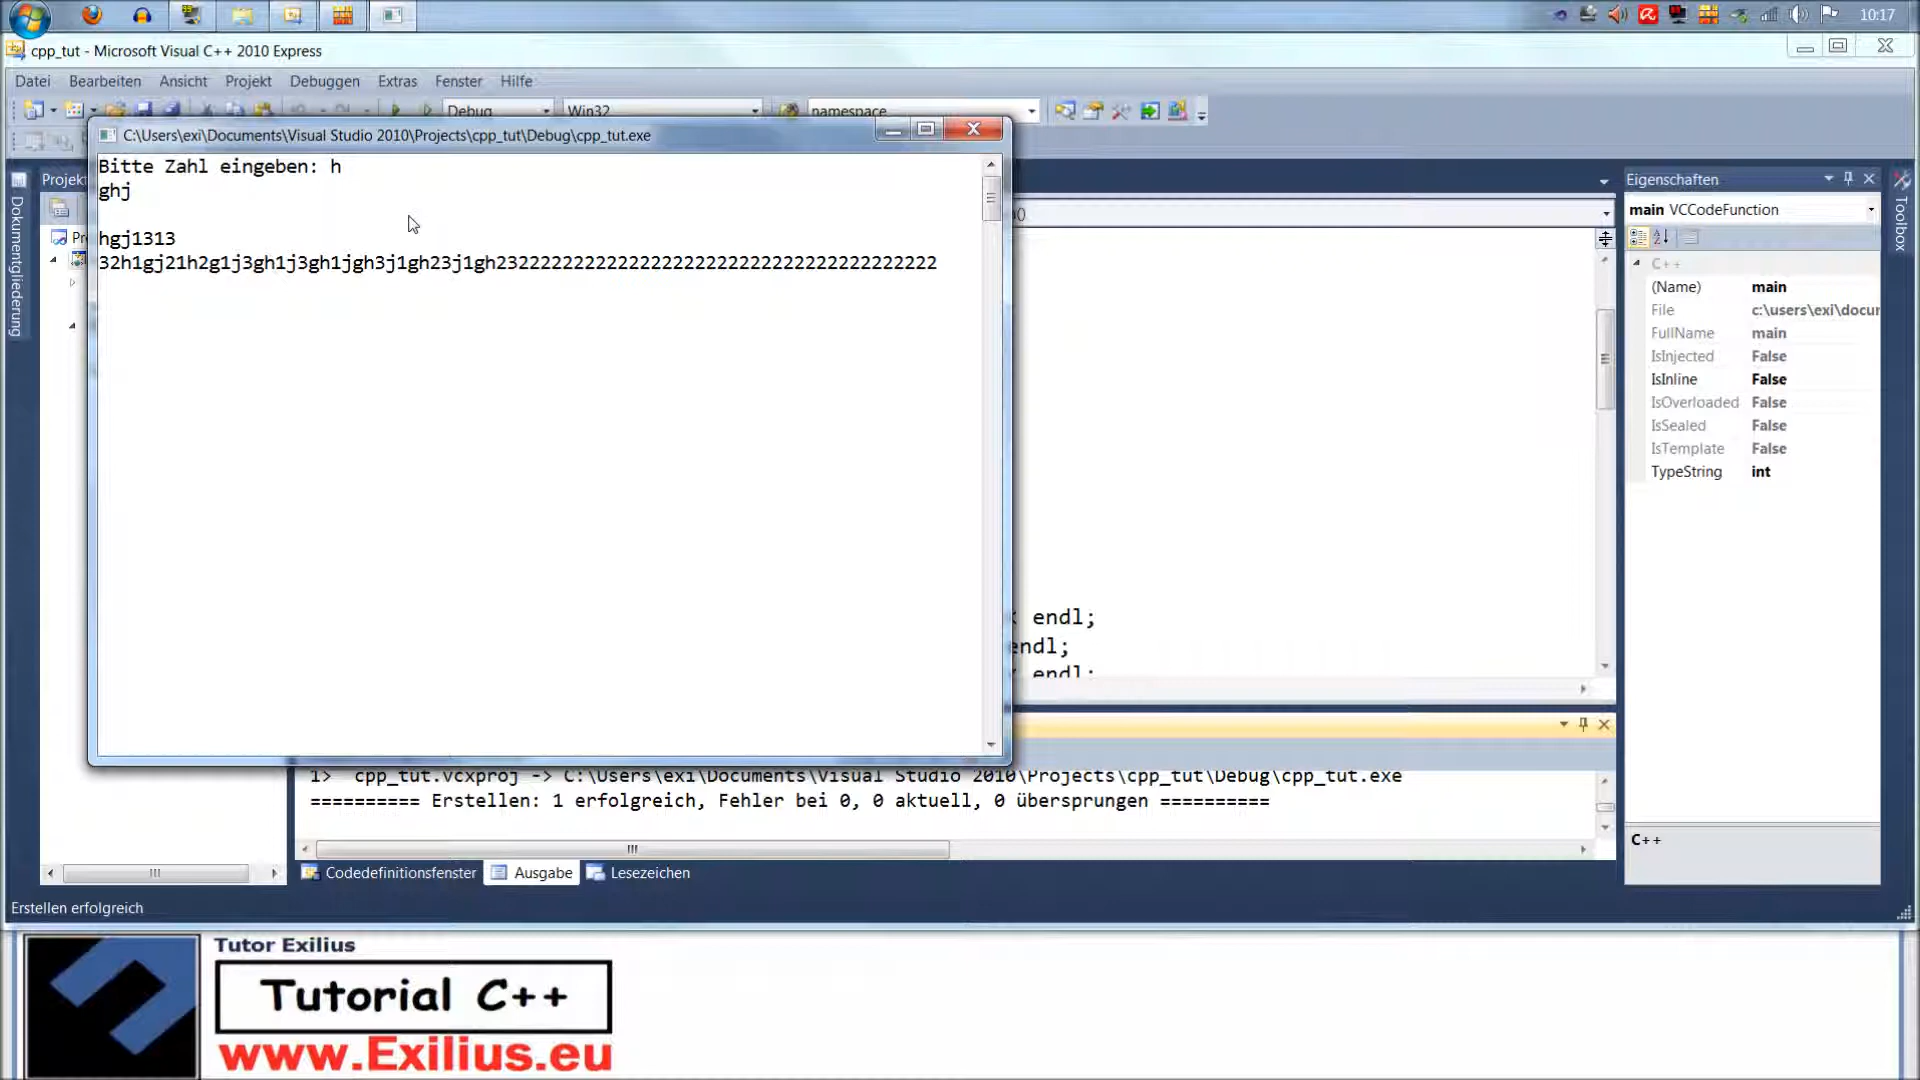 10:17
cpp_tut - Microsoft Visual C++ 2010 Express
Datei Bearbeiten Ansicht Projekt Debuggen Extras Fenster Hilfe
Debug Win32 namespace
C:\Users\exi\Documents\Visual Studio 2010\Projects\cpp_tut\Debug\cpp_tut.exe
Bitte Zahl eingeben: h
ghj
hgj1313
Dokumentgliederung
Toolbox
Eigenschaften
main VCCodeFunction
C++
(Name) main
File
FullName main
IsInjected False
IsInline False
IsOverloaded False
IsSealed False
IsTemplate False
TypeString int
C++
endl;
endl;
endl;
1> cpp_tut.vcxproj -> C:\Users\exi\Documents\Visual Studio 2010\Projects\cpp_tut\Debug\cpp_tut.exe
========== Erstellen: 1 erfolgreich, Fehler bei 0, 0 aktuell, 0 übersprungen ==========
Codedefinitionsfenster Ausgabe Lesezeichen
Erstellen erfolgreich
Tutor Exilius
Tutorial C++
www.Exilius.eu